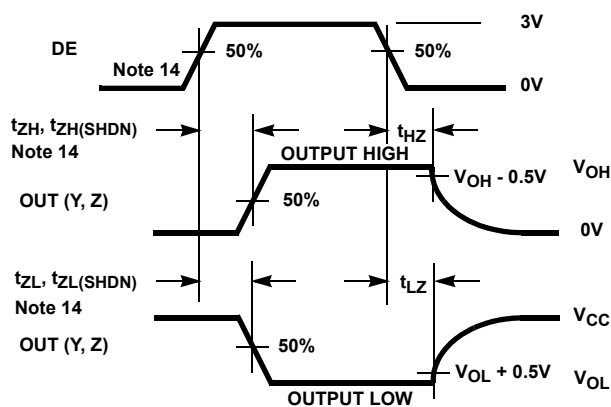 3V
DE
50%
50%
Note 14
0V
tZH, tZH(SHDN)
Note 14
tHZ
OUTPUT HIGH
VOH - 0.5V
VOH
OUT (Y, Z)
50%
0V
tZL, tZL(SHDN)
Note 14
tLZ
VCC
OUT (Y, Z)
50%
VOL + 0.5V
VOL
OUTPUT LOW